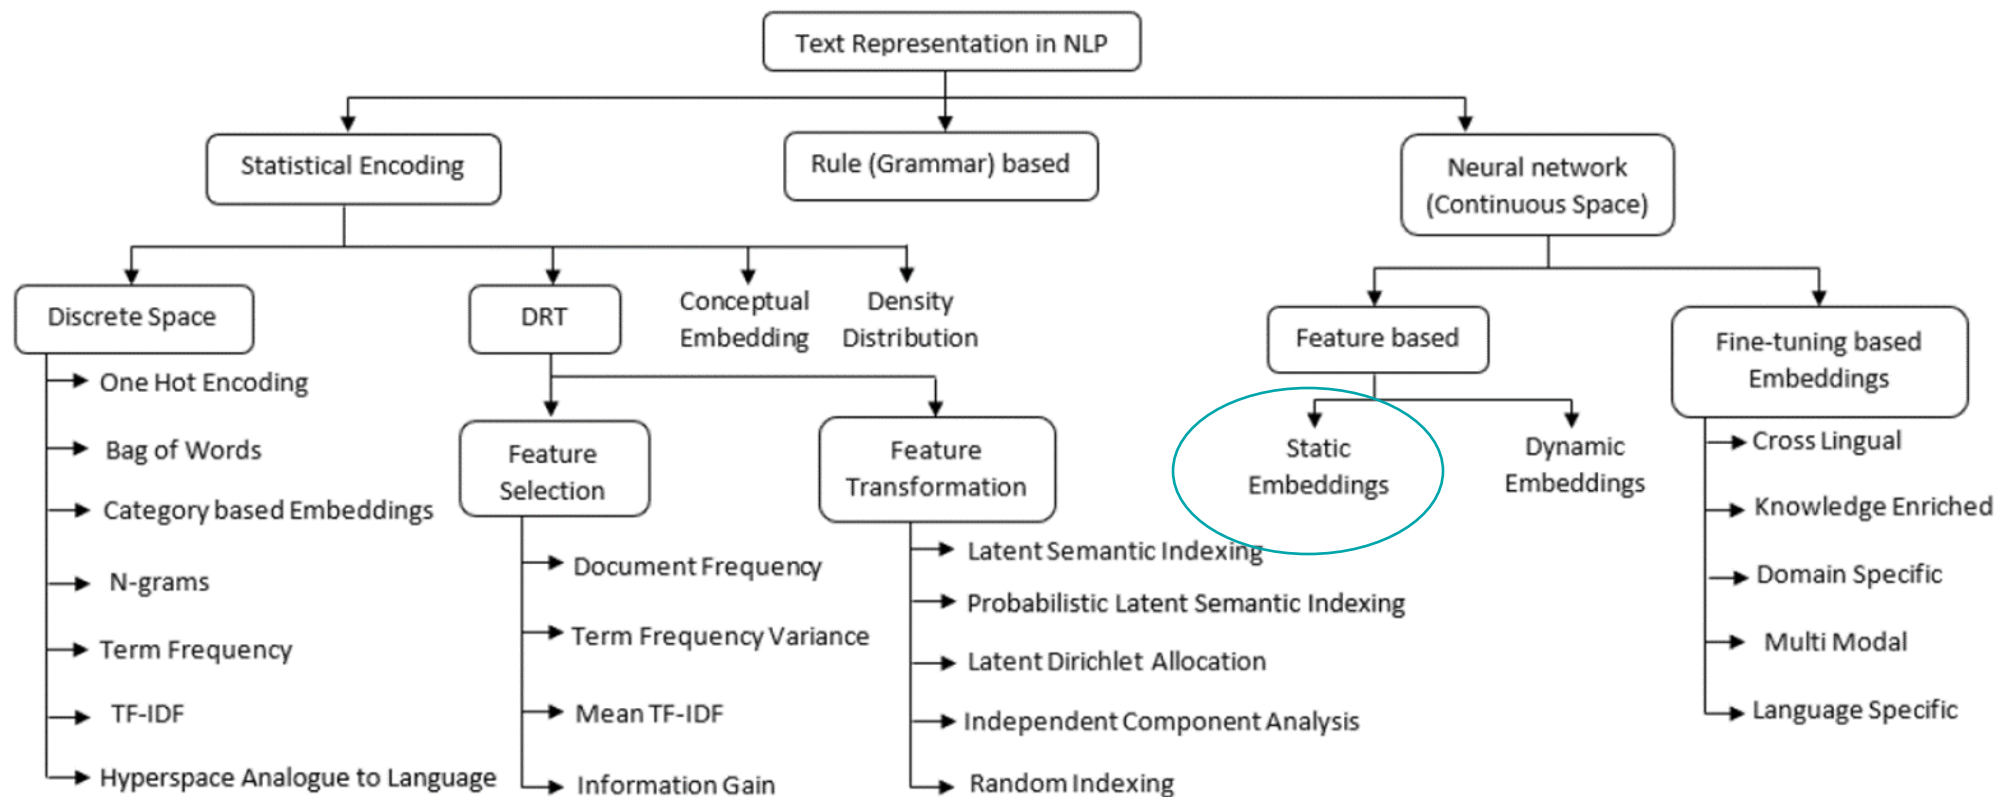 Text Representation in NLP
Statistical Encoding
Rule (Grammar) based
Neural network
(Continuous Space)
Discrete Space
DRT
Conceptual
Embedding
Density
Distribution
Feature based
Fine-tuning based
Embeddings
One Hot Encoding
Bag of Words
Category based Embeddings
N-grams
Term Frequency
TF-IDF
Hyperspace Analogue to Language
Feature
Selection
Document Frequency
Term Frequency Variance
Mean TF-IDF
Information Gain
Feature
Transformation
Latent Semantic Indexing
Probabilistic Latent Semantic Indexing
Latent Dirichlet Allocation
Independent Component Analysis
Random Indexing
Static
Embeddings
Dynamic
Embeddings
Cross Lingual
Knowledge Enriched
Domain Specific
Multi Modal
Language Specific